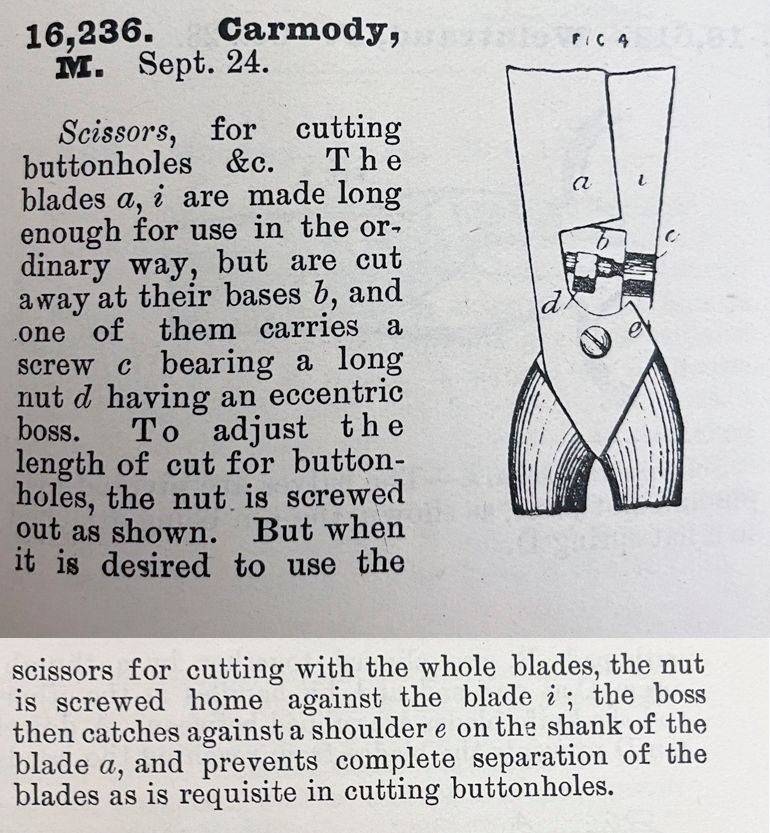 16,236. Carmody,
M. Sept. 24.
Scissors, for cutting
buttonholes &c. The
blades a, i are made long
enough for use in the or-
dinary way, but are cut
away at their bases b, and
one of them carries a
screw c bearing a long
nut d having an eccentric
boss. To adjust the
length of cut for button-
holes, the nut is screwed
out as shown. But when
it is desired to use the
FIC 4
a
i
b
c
d
e
scissors for cutting with the whole blades, the nut
is screwed home against the blade i ; the boss
then catches against a shoulder e on the shank of the
blade a, and prevents complete separation of the
blades as is requisite in cutting buttonholes.